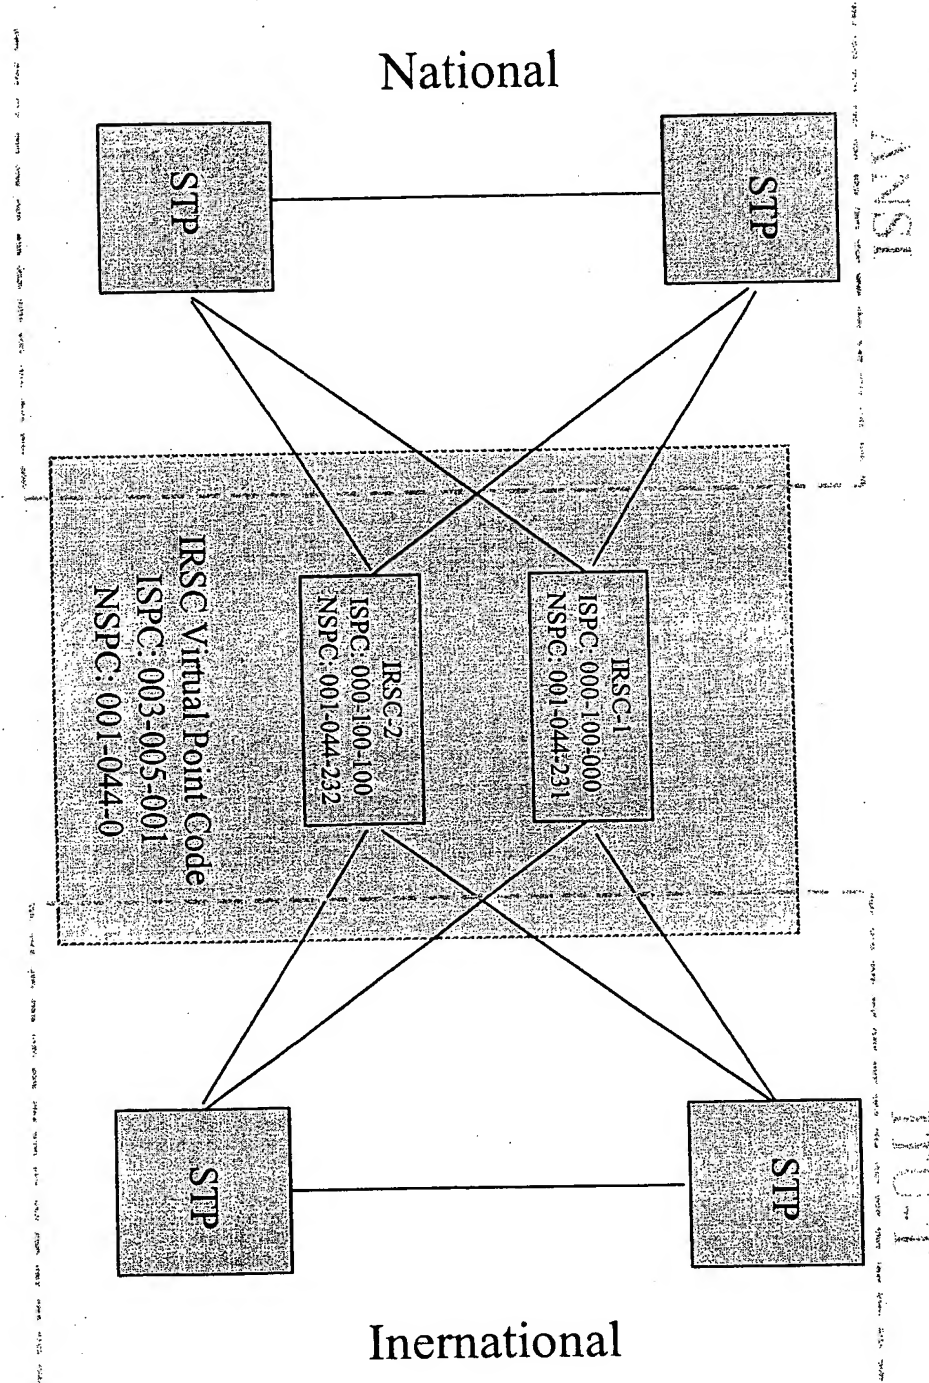 National
ANSI
STP
STP
IRSC-1
ISPC: 000-100-000
NSPC: 001-044-231
IRSC-2
ISPC: 000-100-100
NSPC: 001-044-232
IRSC Virtual Point Code
ISPC: 003-005-001
NSPC: 001-044-0
ITU-T
STP
STP
Inernational